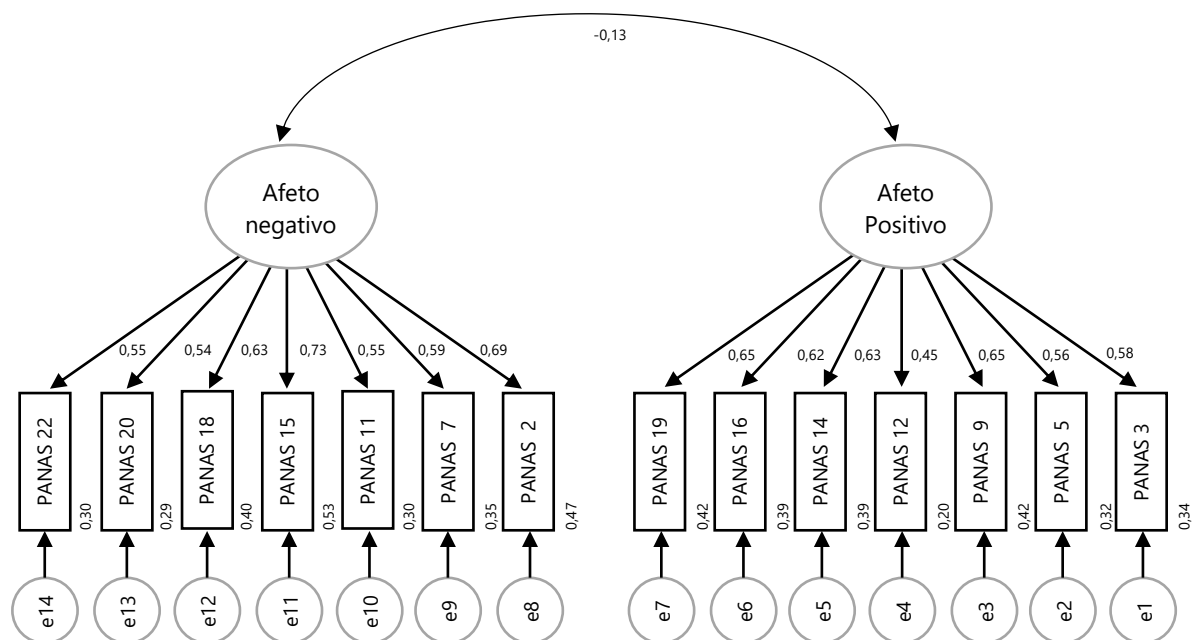 -0,13
Afeto
negativo
Afeto
Positivo
0,55
0,54
0,63
0,73
0,55
0,59
0,69
0,65
0,62
0,63
0,45
0,65
0,56
0,58
PANAS 22
0,30
PANAS 20
0,29
PANAS 18
0,40
PANAS 15
0,53
PANAS 11
0,30
PANAS 7
0,35
PANAS 2
0,47
PANAS 19
0,42
PANAS 16
0,39
PANAS 14
0,39
PANAS 12
0,20
PANAS 9
0,42
PANAS 5
0,32
PANAS 3
0,34
e14
e13
e12
e11
e10
e9
e8
e7
e6
e5
e4
e3
e2
e1